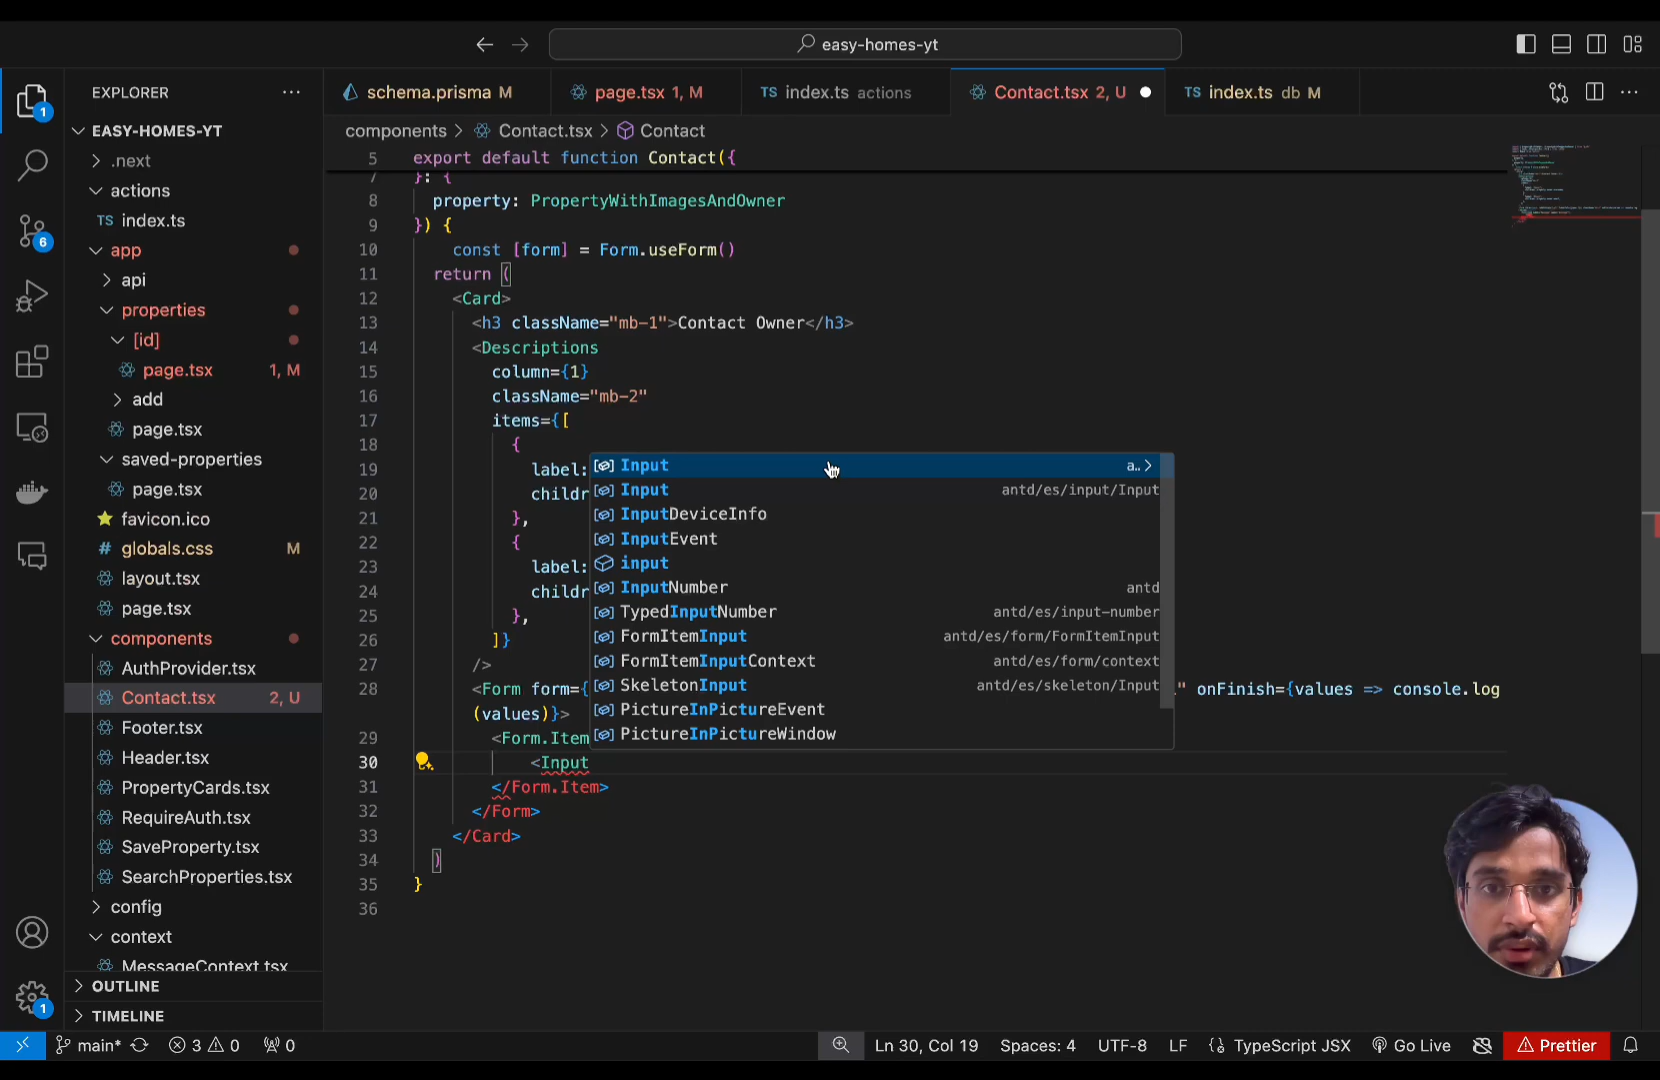 easy-homes-yt
EXPLORER
schema.prisma M
page.tsx 1, M
TS index.ts actions
Contact.tsx 2, U
TS index.ts db M
EASY-HOMES-YT
.next
actions
TS index.ts
app
api
properties
[id]
page.tsx 1, M
add
page.tsx
saved-properties
page.tsx
favicon.ico
# globals.css M
layout.tsx
page.tsx
components
AuthProvider.tsx
Contact.tsx 2, U
Footer.tsx
Header.tsx
PropertyCards.tsx
RequireAuth.tsx
SaveProperty.tsx
SearchProperties.tsx
config
context
MessageContext.tsx
OUTLINE
TIMELINE
1
6
1
components > Contact.tsx > Contact
5 export default function Contact({
7 }: {
8 property: PropertyWithImagesAndOwner
9 }) {
10 const [form] = Form.useForm()
11 return (
12 <Card>
13 <h3 className="mb-1">Contact Owner</h3>
14 <Descriptions
15 column={1}
16 className="mb-2"
17 items={[
18 {
19 label:
20 childr
21 },
22 {
23 label:
24 childr
25 },
26 ]}
27 />
28 <Form form={ " onFinish={values => console.log
(values)}>
29 <Form.Item
30 <Input
31 </Form.Item>
32 </Form>
33 </Card>
34 )
35 }
36
Input a.. >
Input antd/es/input/Input
InputDeviceInfo
InputEvent
input
InputNumber antd
TypedInputNumber antd/es/input-number
FormItemInput antd/es/form/FormItemInput
FormItemInputContext antd/es/form/context
SkeletonInput antd/es/skeleton/Input
PictureInPictureEvent
PictureInPictureWindow
main* 3 0 0
Ln 30, Col 19 Spaces: 4 UTF-8 LF {} TypeScript JSX Go Live Prettier